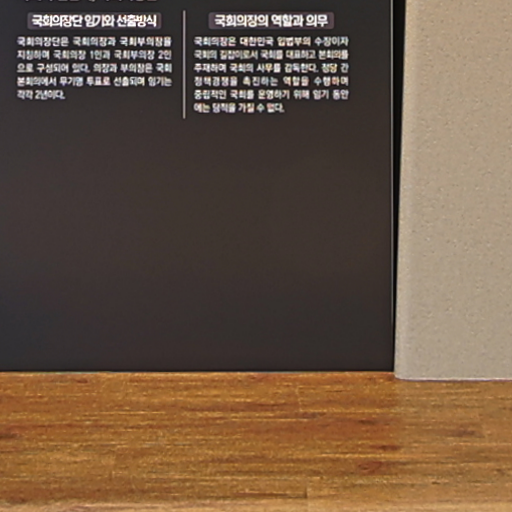 국회의장단 임기와 선출방식
국회의장단은 국회의장과 국회부의장을
지칭하며 국회의장 1인과 국회부의장 2인
으로 구성되어 있다. 의장과 부의장은 국회
본회의에서 무기명 투표로 선출되며 임기는
각각 2년이다.
국회의장의 역할과 의무
국회의장은 대한민국 입법부의 수장이자
국회의 길잡이로서 국회를 대표하고 본회의를
주재하며 국회의 사무를 감독한다. 정당 간
정책경쟁을 촉진하는 역할을 수행하며
중립적인 국회를 운영하기 위해 임기 동안
에는 당적을 가질 수 없다.